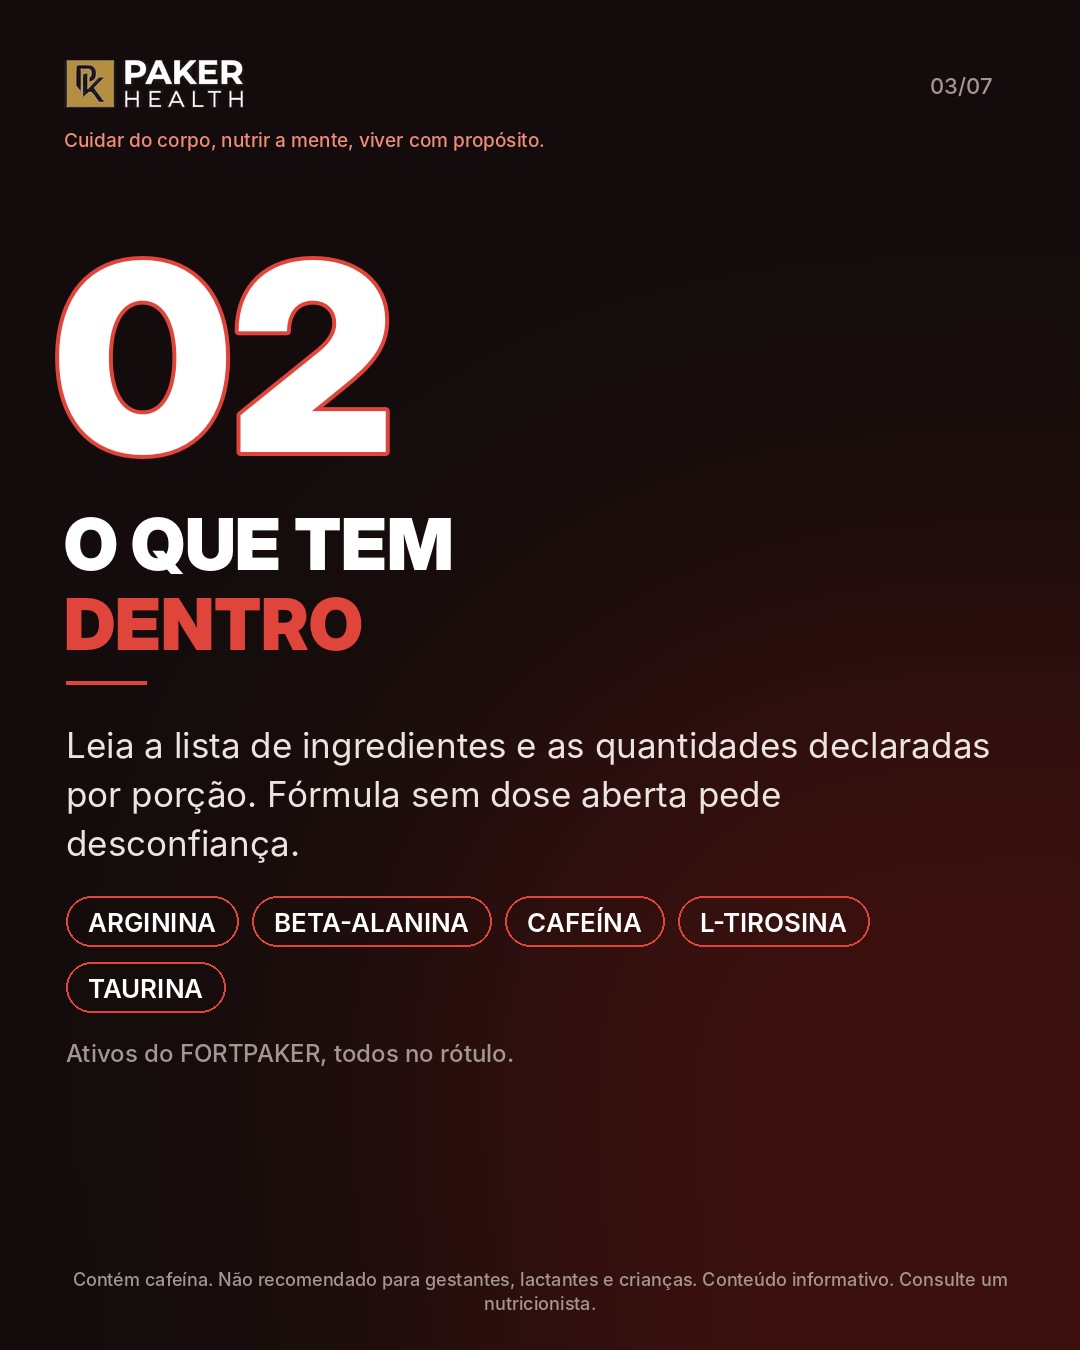 PK PAKER
HEALTH
03/07
Cuidar do corpo, nutrir a mente, viver com propósito.
02
O QUE TEM
DENTRO
Leia a lista de ingredientes e as quantidades declaradas
por porção. Fórmula sem dose aberta pede
desconfiança.
ARGININA BETA-ALANINA CAFEÍNA L-TIROSINA
TAURINA
Ativos do FORTPAKER, todos no rótulo.
Contém cafeína. Não recomendado para gestantes, lactantes e crianças. Conteúdo informativo. Consulte um
nutricionista.